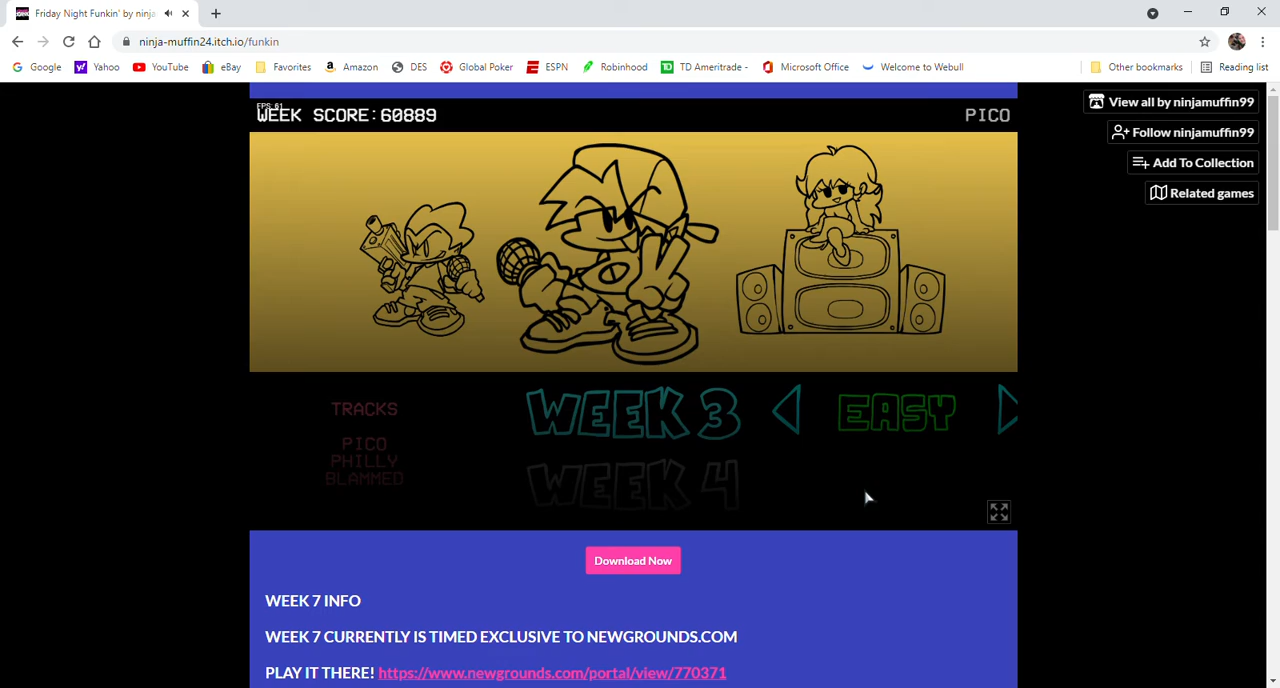 Friday Night Funkin' by ninja
ninja-muffin24.itch.io/funkin
Google Yahoo YouTube eBay Favorites Amazon DES Global Poker ESPN Robinhood TD Ameritrade - Microsoft Office Welcome to Webull Other bookmarks Reading list
View all by ninjamuffin99
Follow ninjamuffin99
Add To Collection
Related games
FPS: 61
WEEK SCORE:60889 PICO
TRACKS
PICO
PHILLY
BLAMMED
WEEK 3 EASY
WEEK 4
Download Now
WEEK 7 INFO
WEEK 7 CURRENTLY IS TIMED EXCLUSIVE TO NEWGROUNDS.COM
PLAY IT THERE! https://www.newgrounds.com/portal/view/770371